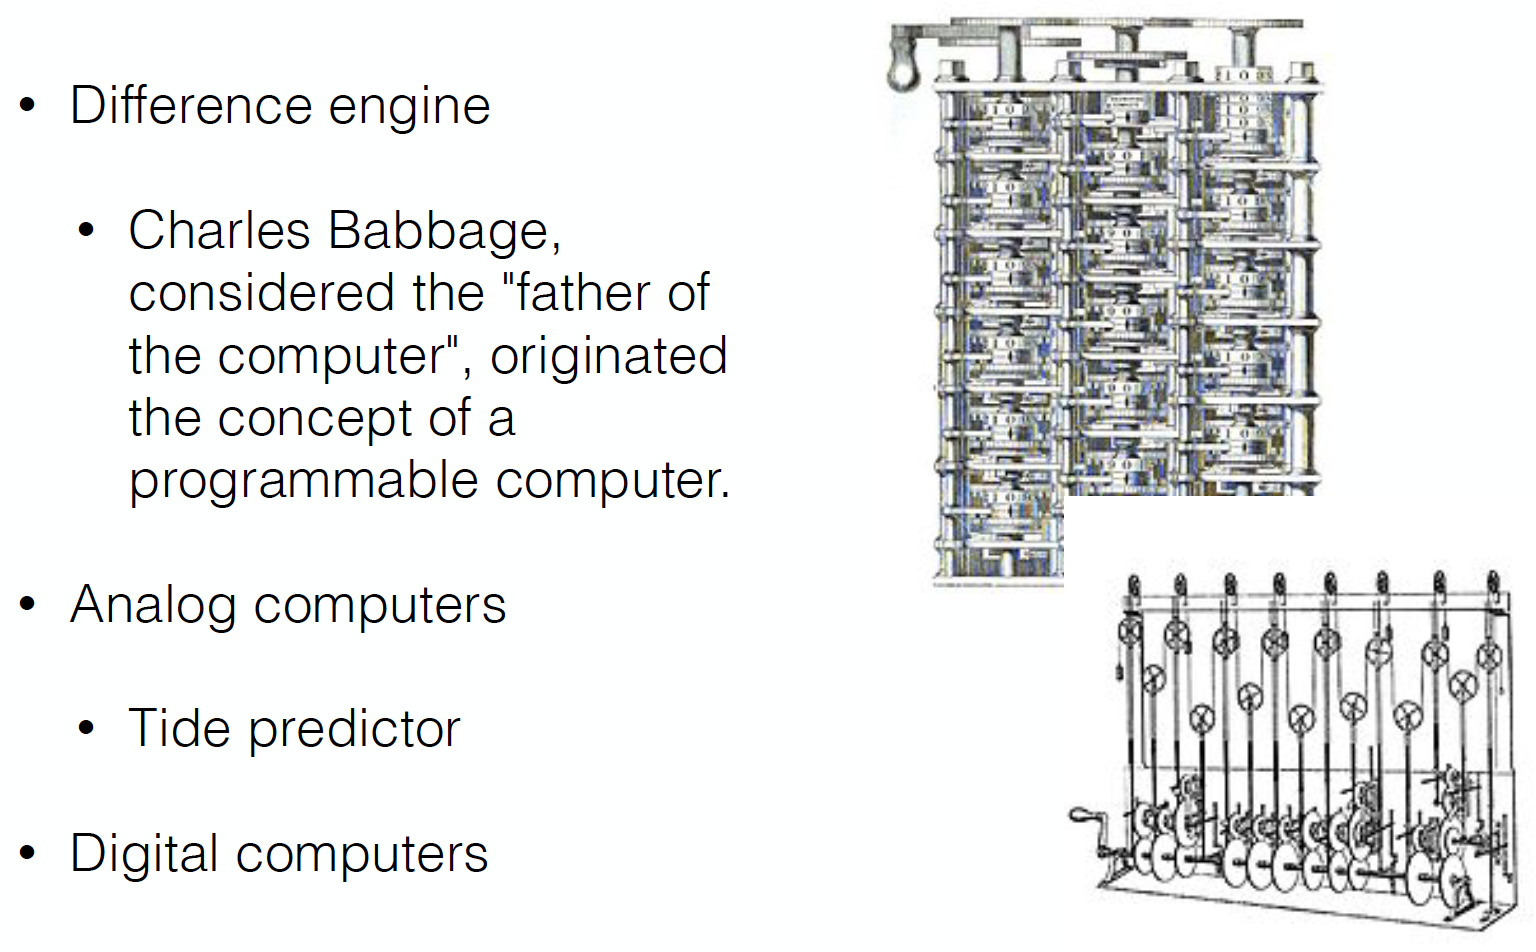 • Difference engine
• Charles Babbage,
considered the "father of
the computer", originated
the concept of a
programmable computer.
• Analog computers
• Tide predictor
• Digital computers